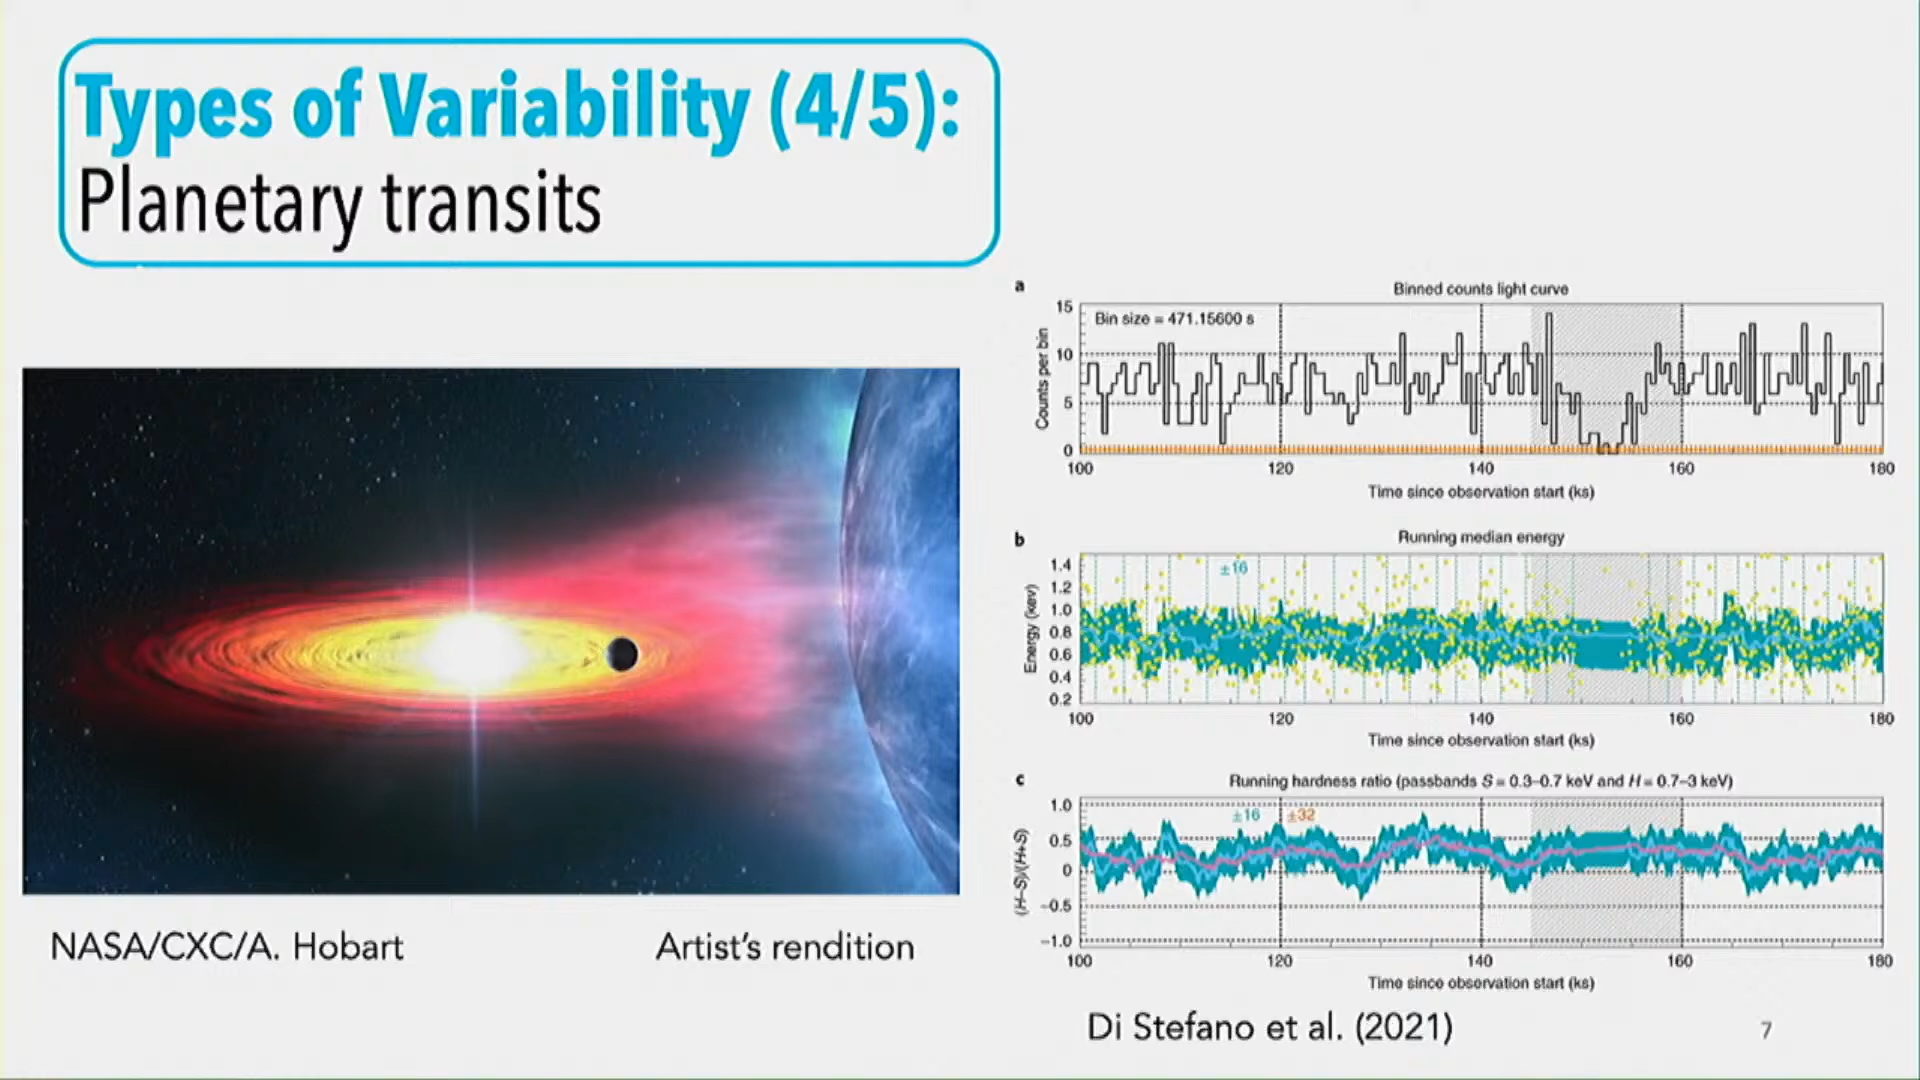 Types of Variability (4/5):
Planetary transits
a
Binned counts light curve
Bin size = 471.15600 s
Counts per bin
15
10
5
0
100
120
140
160
180
Time since observation start (ks)
b
Running median energy
±16
Energy (kev)
1.4
1.2
1.0
0.8
0.6
0.4
0.2
100
120
140
160
180
Time since observation start (ks)
c
Running hardness ratio (passbands S = 0.3–0.7 keV and H = 0.7–3 keV)
±16
±32
(H–S)/(H+S)
1.0
0.5
0
–0.5
–1.0
100
120
140
160
180
Time since observation start (ks)
NASA/CXC/A. Hobart
Artist's rendition
Di Stefano et al. (2021)
7